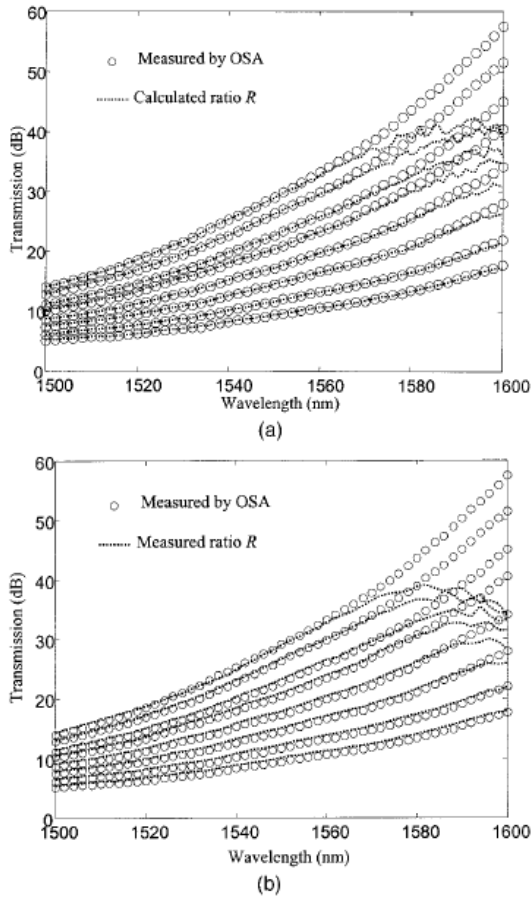 60
50
40
30
20
10
0
Transmission (dB)
Measured by OSA
Calculated ratio R
1500 1520 1540 1560 1580 1600
Wavelength (nm)
(a)
60
50
40
30
20
10
0
Transmission (dB)
Measured by OSA
Measured ratio R
1500 1520 1540 1560 1580 1600
Wavelength (nm)
(b)